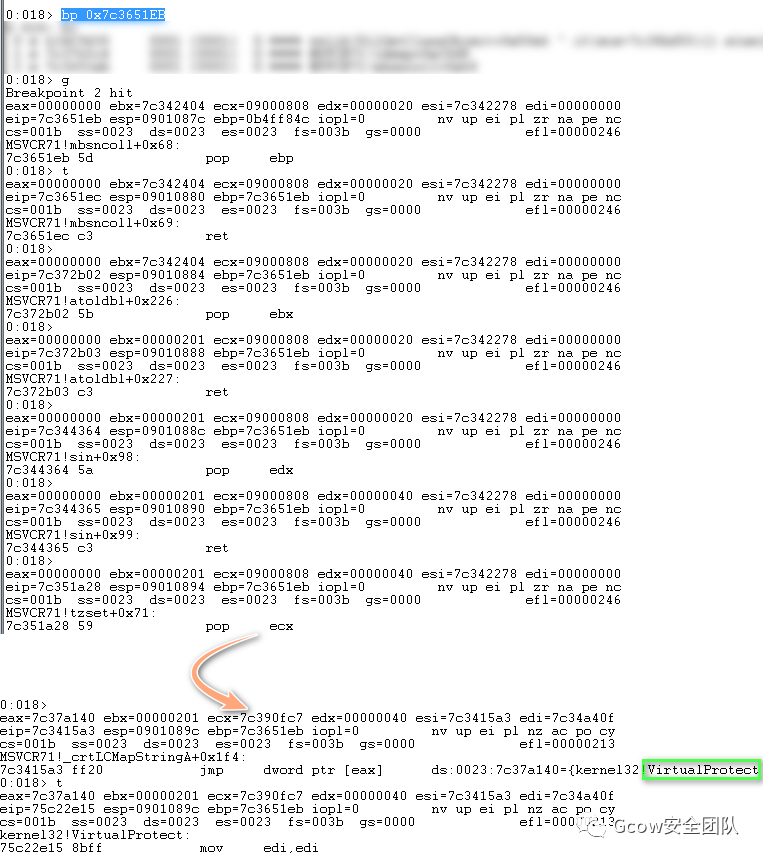 0:018> bp 0x7c3651EB
0:018> g
Breakpoint 2 hit
eax=00000000 ebx=7c342404 ecx=09000808 edx=00000020 esi=7c342278 edi=00000000
eip=7c3651eb esp=0901087c ebp=0b4ff84c iopl=0 nv up ei pl zr na pe nc
cs=001b ss=0023 ds=0023 es=0023 fs=003b gs=0000 efl=00000246
MSVCR71!mbsncoll+0x68:
7c3651eb 5d pop ebp
0:018> t
eax=00000000 ebx=7c342404 ecx=09000808 edx=00000020 esi=7c342278 edi=00000000
eip=7c3651ec esp=09010880 ebp=7c3651eb iopl=0 nv up ei pl zr na pe nc
cs=001b ss=0023 ds=0023 es=0023 fs=003b gs=0000 efl=00000246
MSVCR71!mbsncoll+0x69:
7c3651ec c3 ret
0:018>
eax=00000000 ebx=7c342404 ecx=09000808 edx=00000020 esi=7c342278 edi=00000000
eip=7c372b02 esp=09010884 ebp=7c3651eb iopl=0 nv up ei pl zr na pe nc
cs=001b ss=0023 ds=0023 es=0023 fs=003b gs=0000 efl=00000246
MSVCR71!atoldbl+0x226:
7c372b02 5b pop ebx
0:018>
eax=00000000 ebx=00000201 ecx=09000808 edx=00000020 esi=7c342278 edi=00000000
eip=7c372b03 esp=09010888 ebp=7c3651eb iopl=0 nv up ei pl zr na pe nc
cs=001b ss=0023 ds=0023 es=0023 fs=003b gs=0000 efl=00000246
MSVCR71!atoldbl+0x227:
7c372b03 c3 ret
0:018>
eax=00000000 ebx=00000201 ecx=09000808 edx=00000020 esi=7c342278 edi=00000000
eip=7c344364 esp=0901088c ebp=7c3651eb iopl=0 nv up ei pl zr na pe nc
cs=001b ss=0023 ds=0023 es=0023 fs=003b gs=0000 efl=00000246
MSVCR71!sin+0x98:
7c344364 5a pop edx
0:018>
eax=00000000 ebx=00000201 ecx=09000808 edx=00000040 esi=7c342278 edi=00000000
eip=7c344365 esp=09010890 ebp=7c3651eb iopl=0 nv up ei pl zr na pe nc
cs=001b ss=0023 ds=0023 es=0023 fs=003b gs=0000 efl=00000246
MSVCR71!sin+0x99:
7c344365 c3 ret
0:018>
eax=00000000 ebx=00000201 ecx=09000808 edx=00000040 esi=7c342278 edi=00000000
eip=7c351a28 esp=09010894 ebp=7c3651eb iopl=0 nv up ei pl zr na pe nc
cs=001b ss=0023 ds=0023 es=0023 fs=003b gs=0000 efl=00000246
MSVCR71!tzset+0x71:
7c351a28 59 pop ecx
0:018>
eax=7c37a140 ebx=00000201 ecx=7c390fc7 edx=00000040 esi=7c3415a3 edi=7c34a40f
eip=7c3415a3 esp=0901089c ebp=7c3651eb iopl=0 nv up ei pl nz ac po cy
cs=001b ss=0023 ds=0023 es=0023 fs=003b gs=0000 efl=00000213
MSVCR71!_crtLCMapStringA+0x1f4:
7c3415a3 ff20 jmp dword ptr [eax] ds:0023:7c37a140={kernel32!VirtualProtect
0:018> t
eax=7c37a140 ebx=00000201 ecx=7c390fc7 edx=00000040 esi=7c3415a3 edi=7c34a40f
eip=75c22e15 esp=0901089c ebp=7c3651eb iopl=0 nv up ei pl nz ac po cy
cs=001b ss=0023 ds=0023 es=0023 fs=003b gs=0000 efl=00000213
kernel32!VirtualProtect:
75c22e15 8bff mov edi,edi
Gcow安全团队